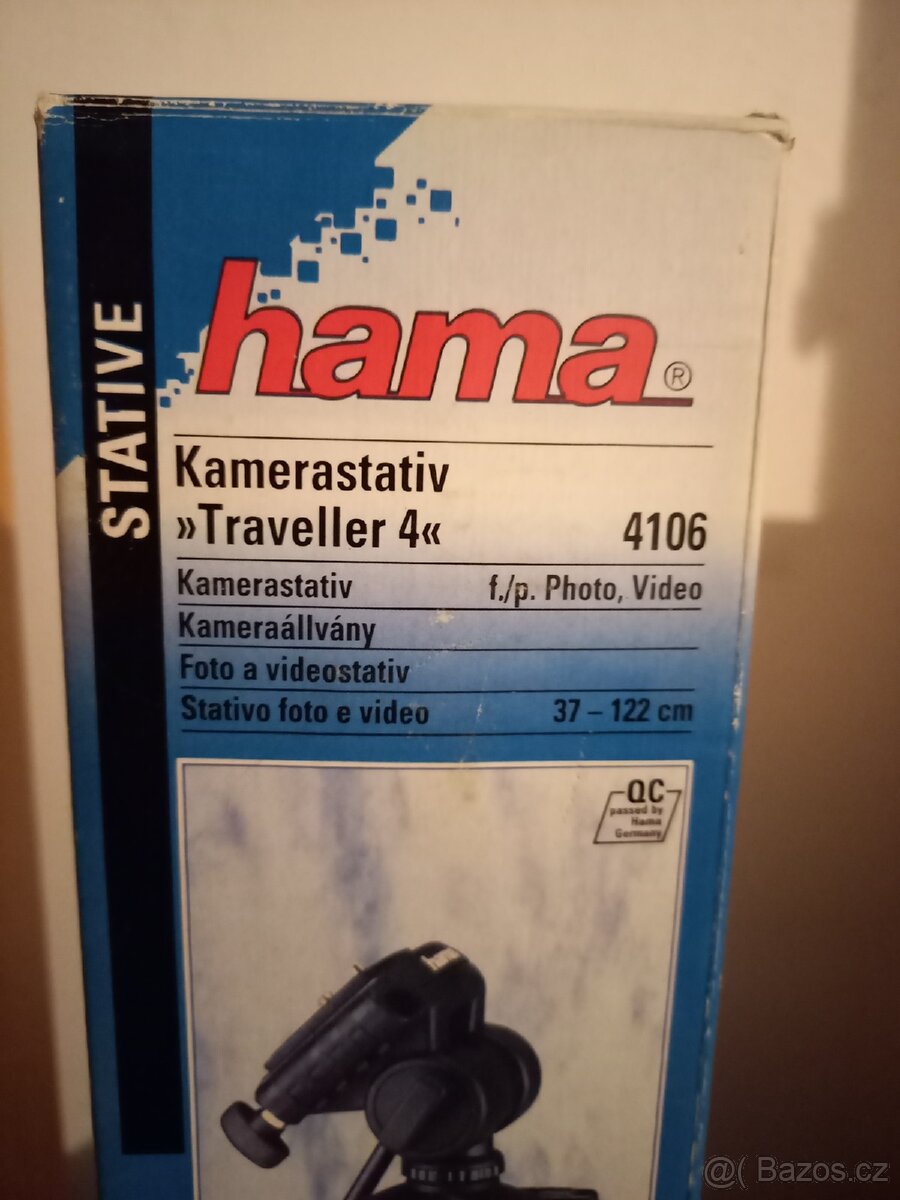 STATIVE
hama®
Kamerastativ
»Traveller 4« 4106
Kamerastativ f./p. Photo, Video
Kameraállvány
Foto a videostativ
Stativo foto e video 37 – 122 cm
QC
passed by
Hama
Germany
hama
@( Bazos.cz